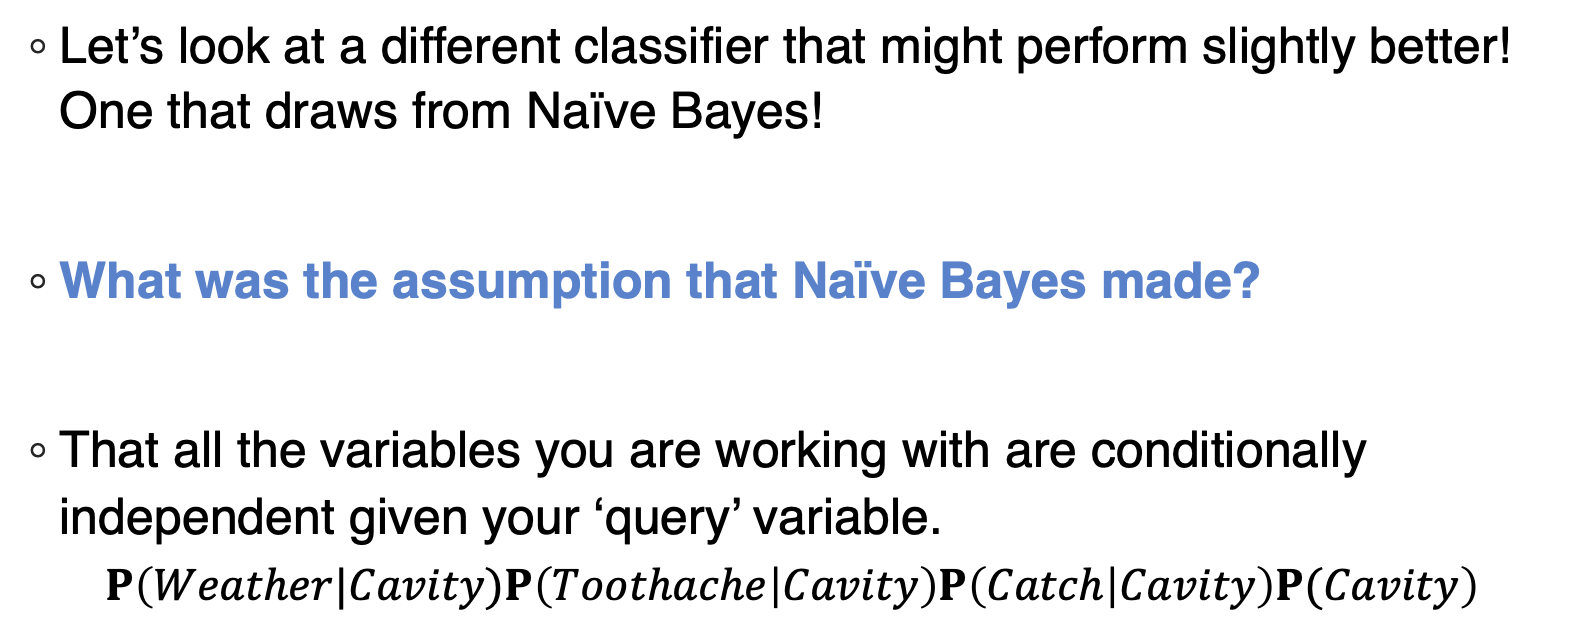 ◦ Let’s look at a different classifier that might perform slightly better!
One that draws from Naïve Bayes!
◦ What was the assumption that Naïve Bayes made?
◦ That all the variables you are working with are conditionally
independent given your ‘query’ variable.
P(Weather|Cavity)P(Toothache|Cavity)P(Catch|Cavity)P(Cavity)